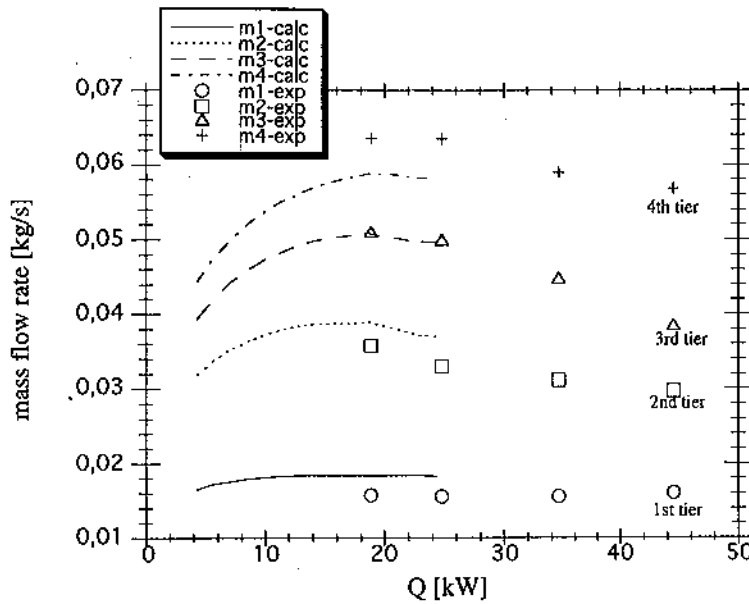 m1-calc
m2-calc
m3-calc
m4-calc
m1-exp
m2-exp
m3-exp
m4-exp
0,07
0,06
0,05
0,04
0,03
0,02
0,01
mass flow rate [kg/s]
4th tier
3rd tier
2nd tier
1st tier
0 10 20 30 40 50
Q [kW]